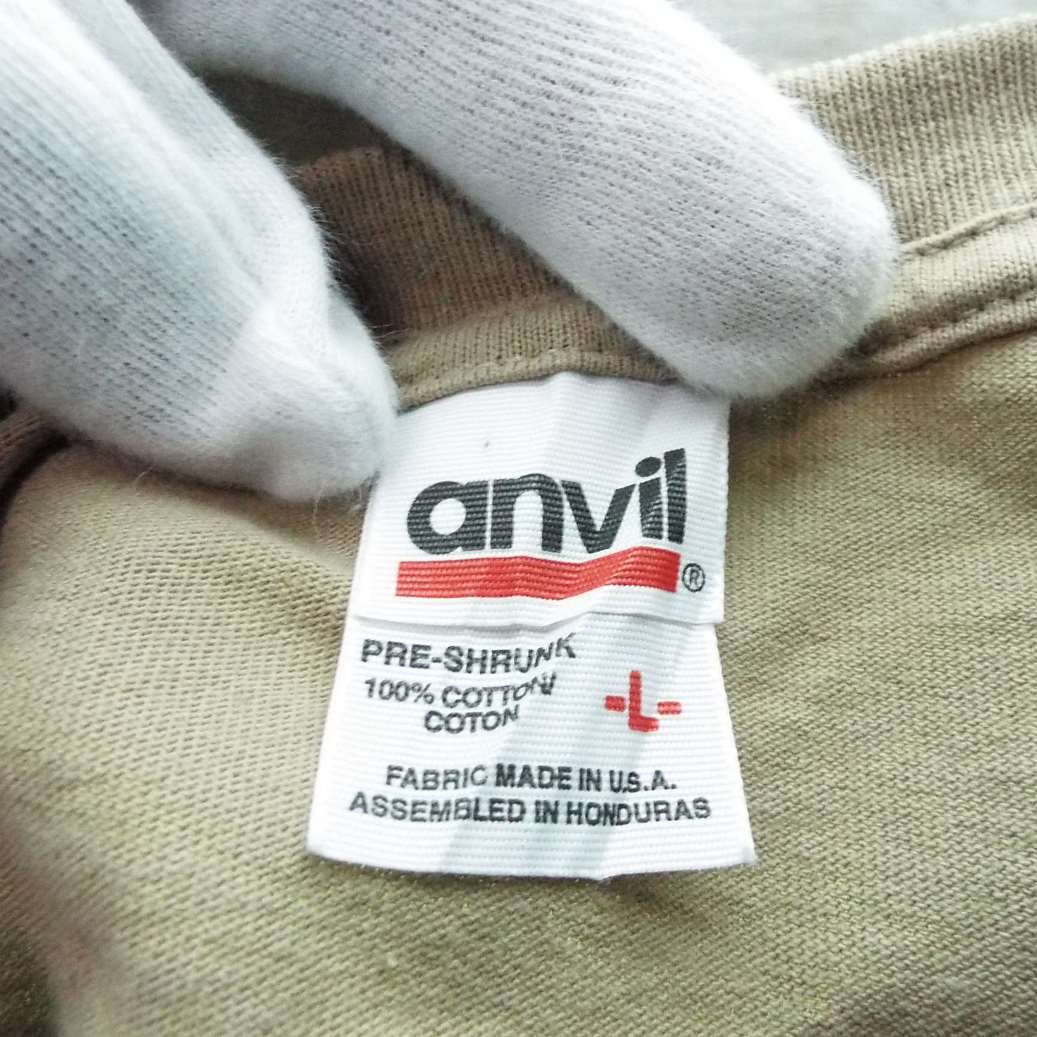 anvil®
PRE-SHRUNK
100% COTTON/
COTON
-L-
FABRIC MADE IN U.S.A.
ASSEMBLED IN HONDURAS